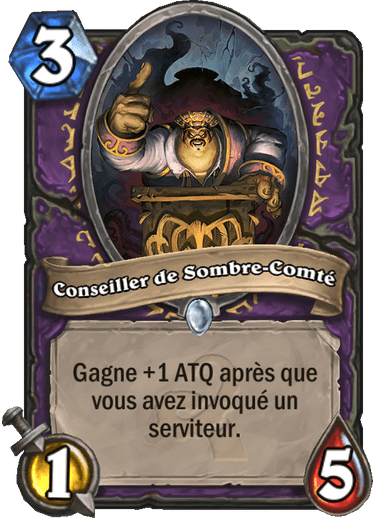 3
Conseiller de Sombre-Comté
Gagne +1 ATQ après que
vous avez invoqué un
serviteur.
1
5